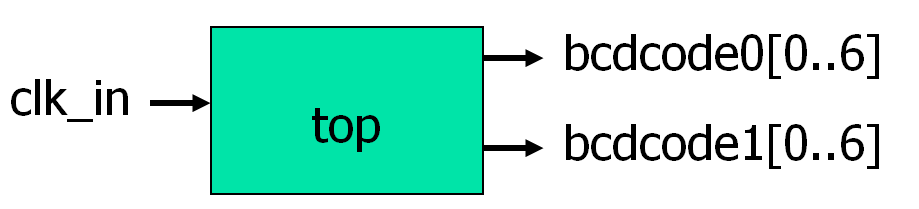 clk_in
top
bcdcode0[0..6]
bcdcode1[0..6]